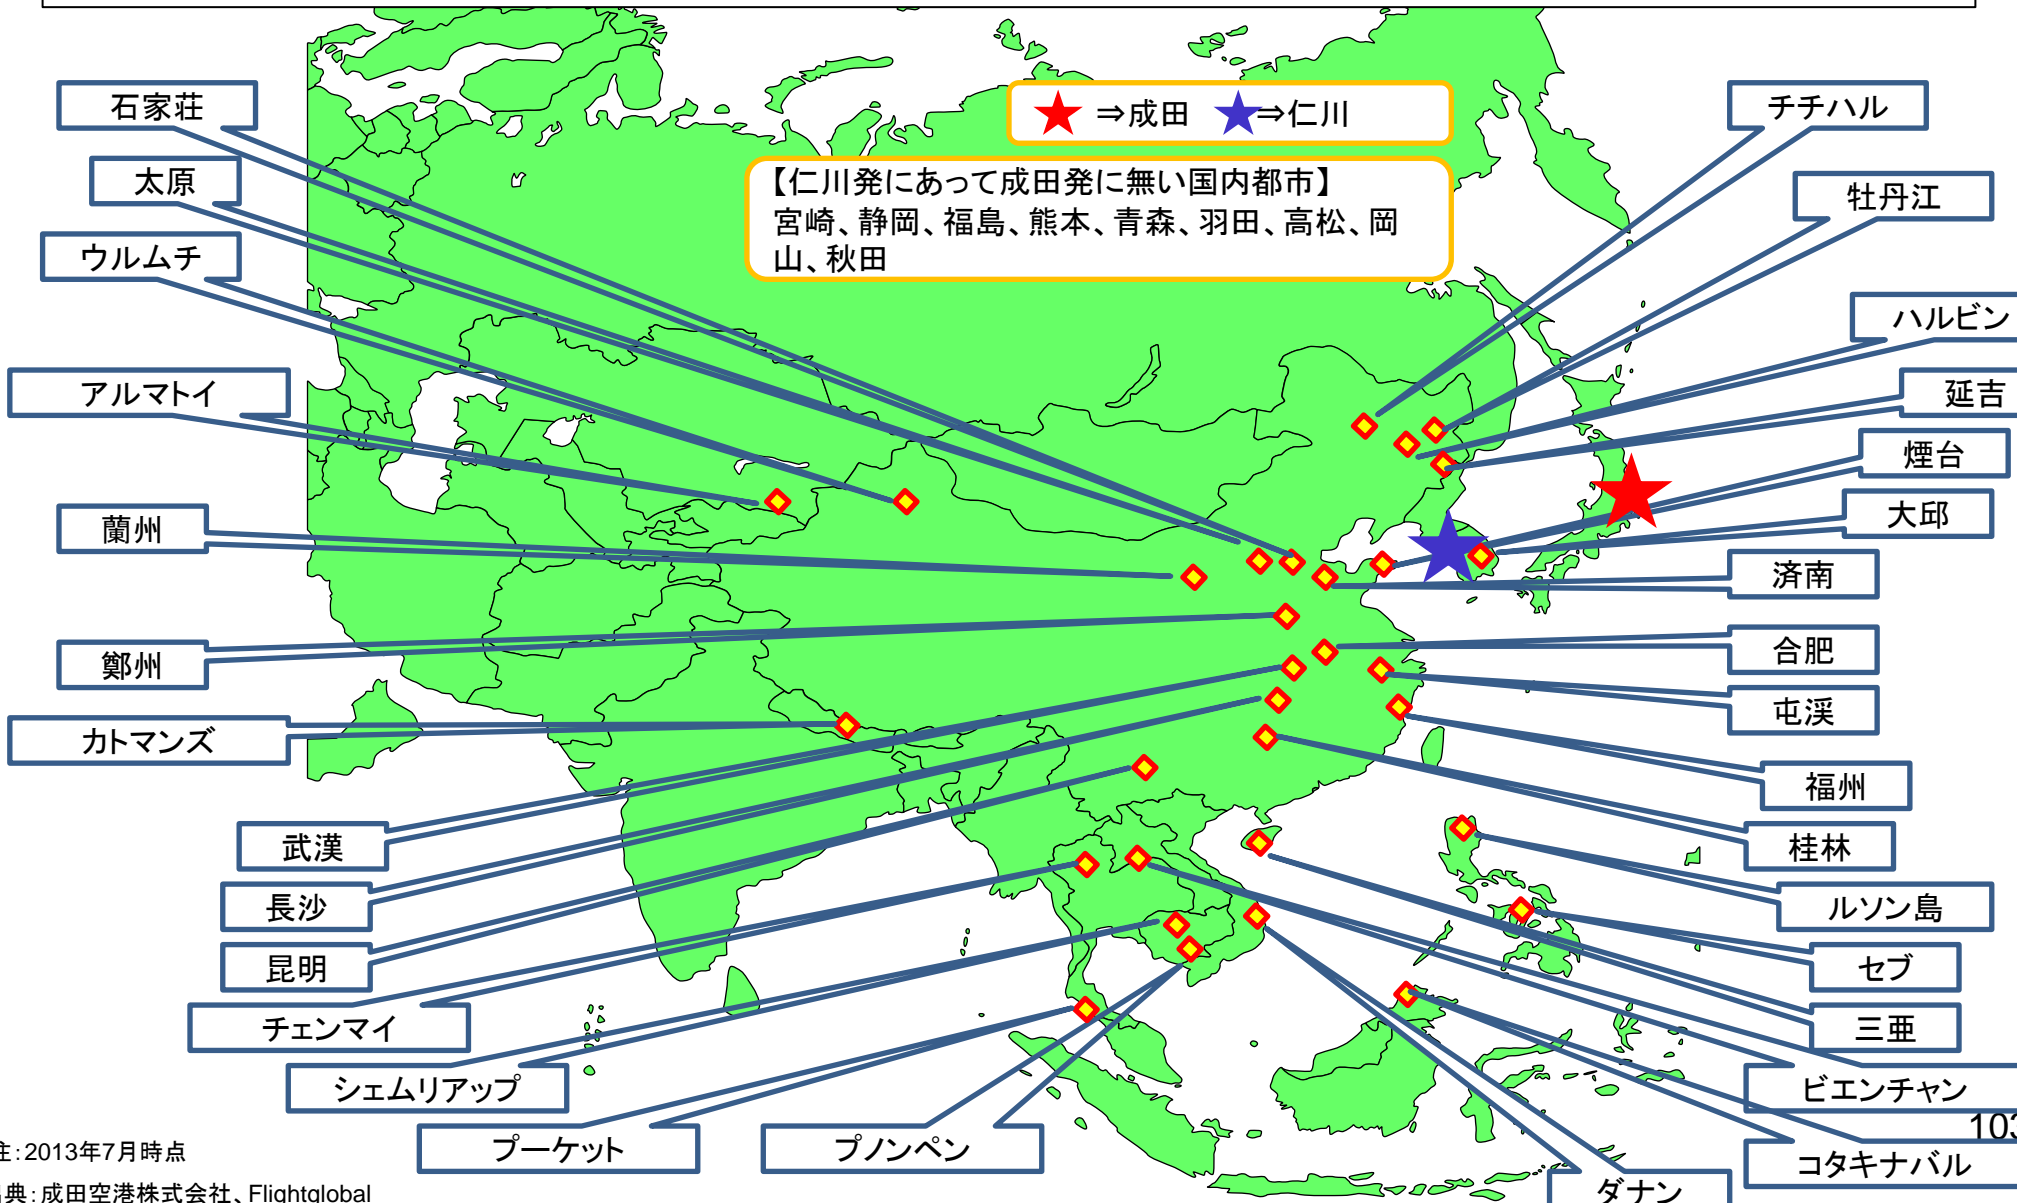 ⇒成田 ⇒仁川
【仁川発にあって成田発に無い国内都市】
宮崎、静岡、福島、熊本、青森、羽田、高松、岡
山、秋田
石家荘
太原
ウルムチ
アルマトイ
蘭州
鄭州
カトマンズ
武漢
長沙
昆明
チェンマイ
シェムリアップ
プーケット
プノンペン
チチハル
牡丹江
ハルビン
延吉
煙台
大邱
済南
合肥
屯渓
福州
桂林
ルソン島
セブ
三亜
ビエンチャン
コタキナバル
ダナン
103
注:2013年7月時点
出典:成田空港株式会社、Flightglobal